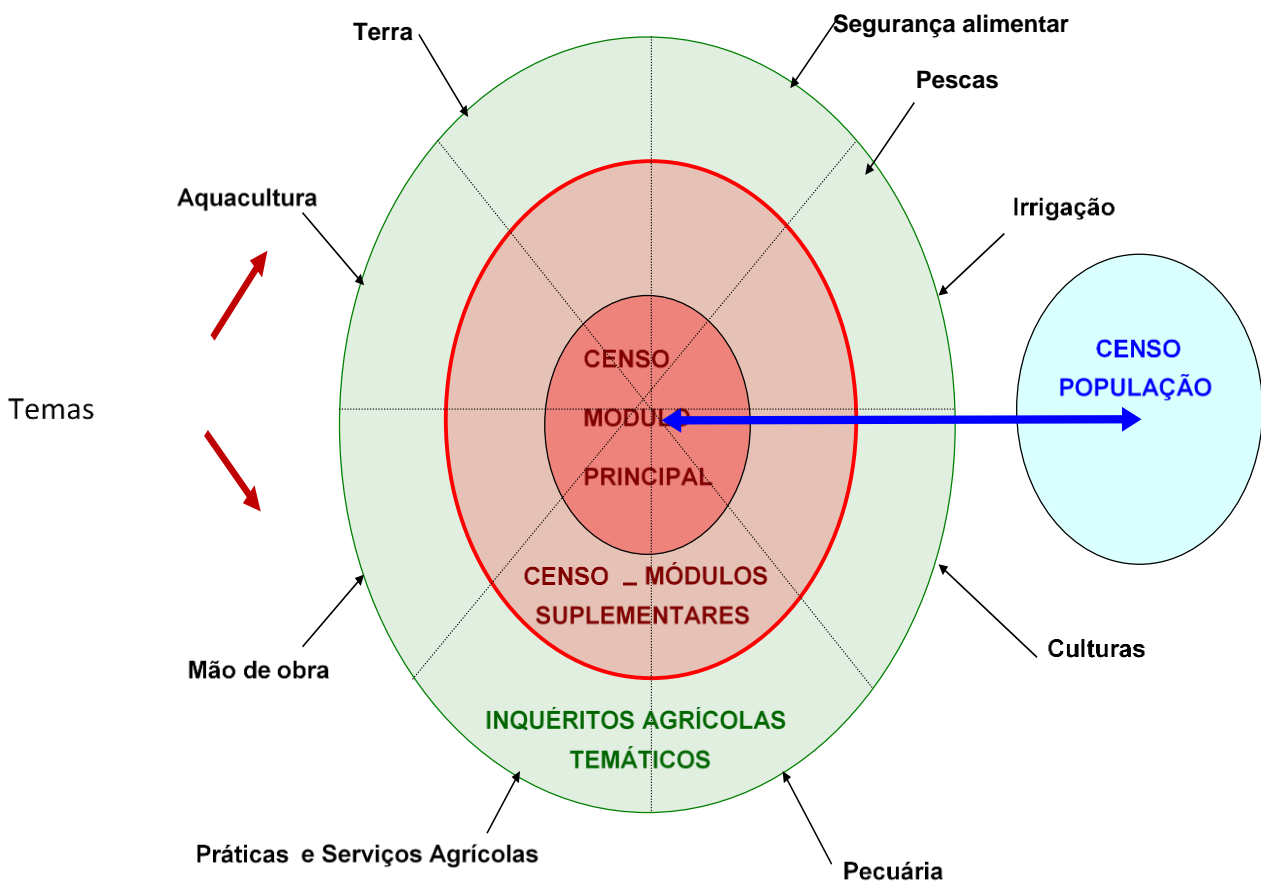 Terra
Segurança alimentar
Pescas
Aquacultura
Irrigação
CENSO
POPULAÇÃO
CENSO
MODULO
PRINCIPAL
Temas
CENSO _ MÓDULOS
SUPLEMENTARES
Mão de obra
Culturas
INQUÉRITOS AGRÍCOLAS
TEMÁTICOS
Práticas e Serviços Agrícolas
Pecuária